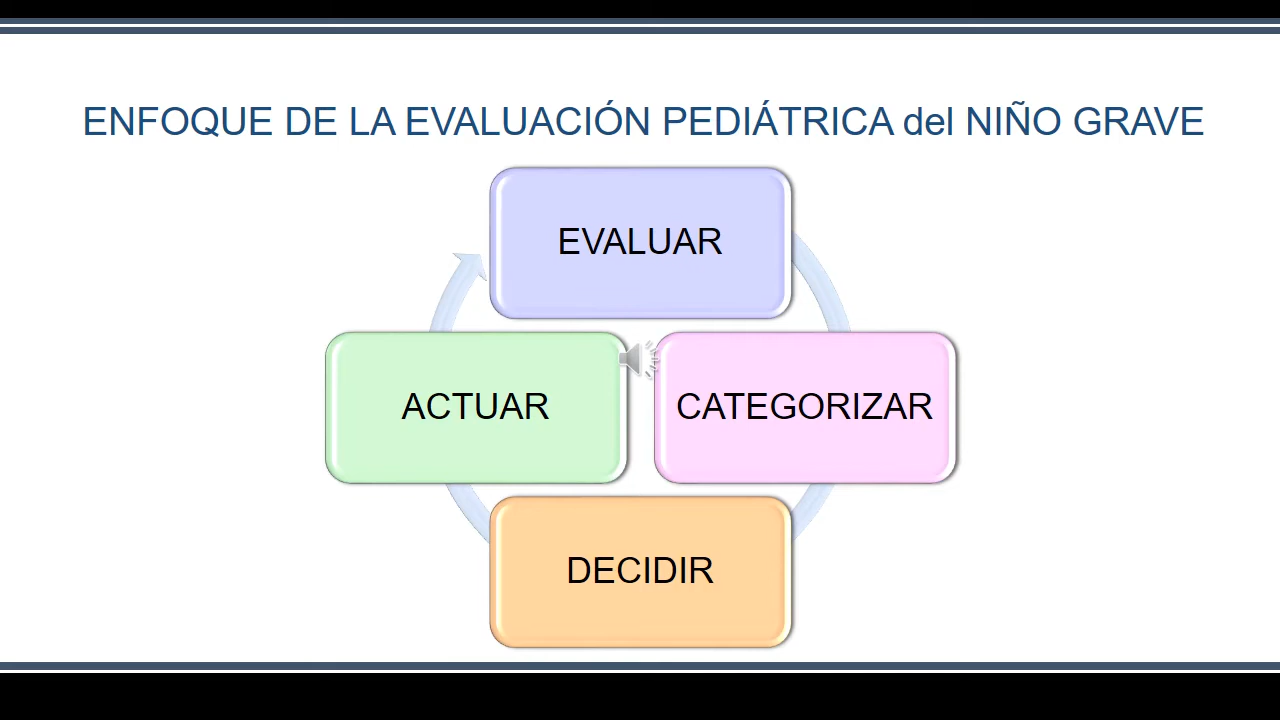 ENFOQUE DE LA EVALUACIÓN PEDIÁTRICA del NIÑO GRAVE
EVALUAR
ACTUAR
CATEGORIZAR
DECIDIR